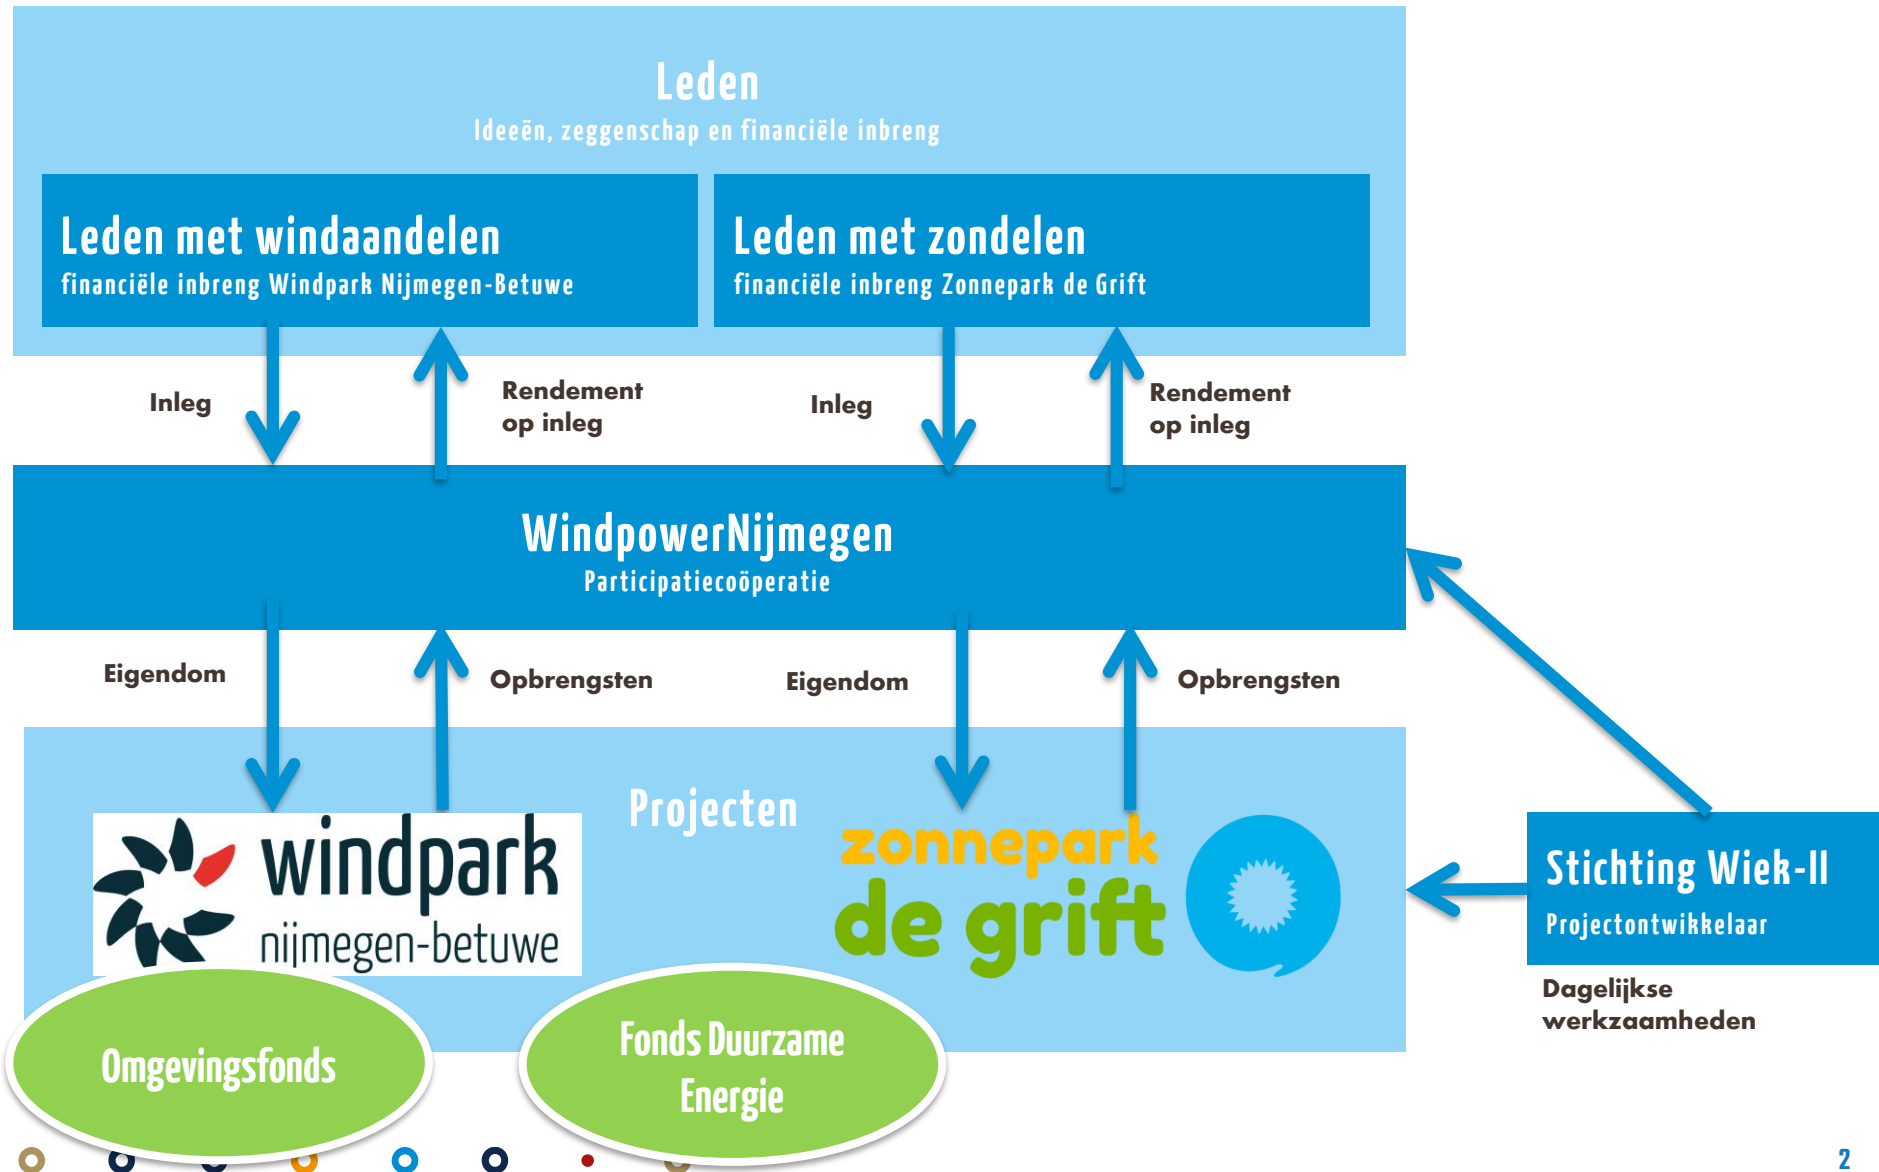 Leden
Ideeën, zeggenschap en financiële inbreng
Leden met windaandelen
financiële inbreng Windpark Nijmegen-Betuwe
Leden met zondelen
financiële inbreng Zonnepark de Grift
Inleg
Rendement
op inleg
Inleg
Rendement
op inleg
WindpowerNijmegen
Participatiecoöperatie
Eigendom
Opbrengsten
Eigendom
Opbrengsten
Projecten
windpark
nijmegen-betuwe
zonnepark
de grift
Stichting Wiek-II
Projectontwikkelaar
Dagelijkse
werkzaamheden
Omgevingsfonds
Fonds Duurzame
Energie
2